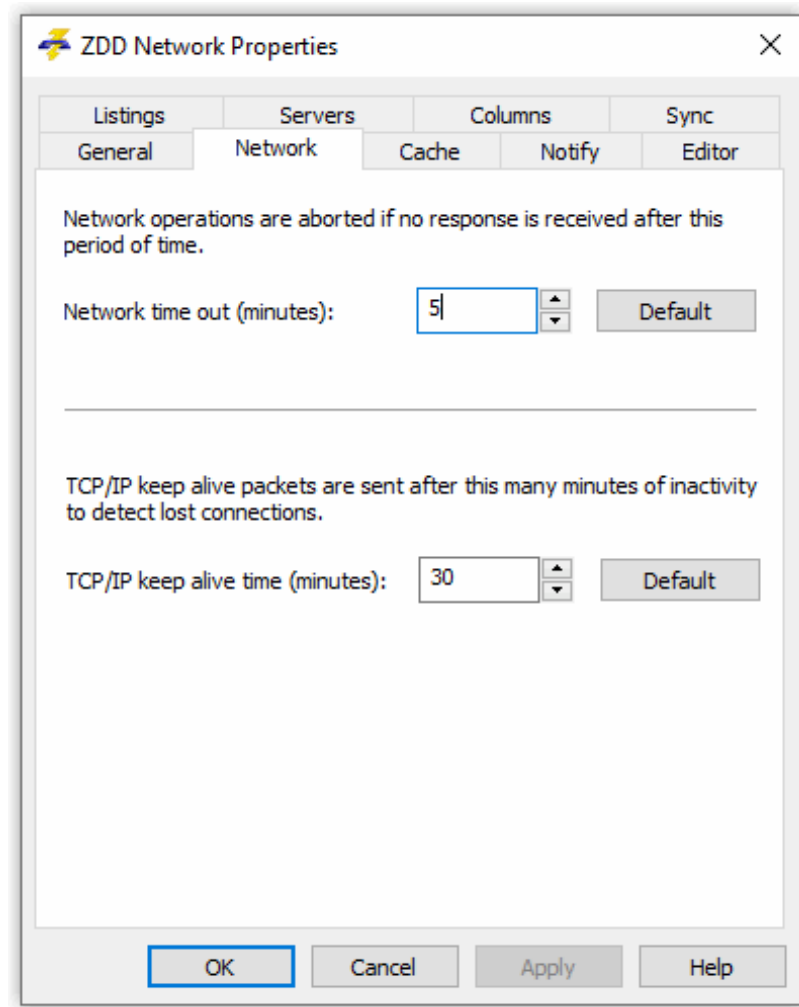 ZDD Network Properties
Listings Servers Columns Sync
General Network Cache Notify Editor
Network operations are aborted if no response is received after this
period of time.
Network time out (minutes): 5 Default
TCP/IP keep alive packets are sent after this many minutes of inactivity
to detect lost connections.
TCP/IP keep alive time (minutes): 30 Default
OK Cancel Apply Help